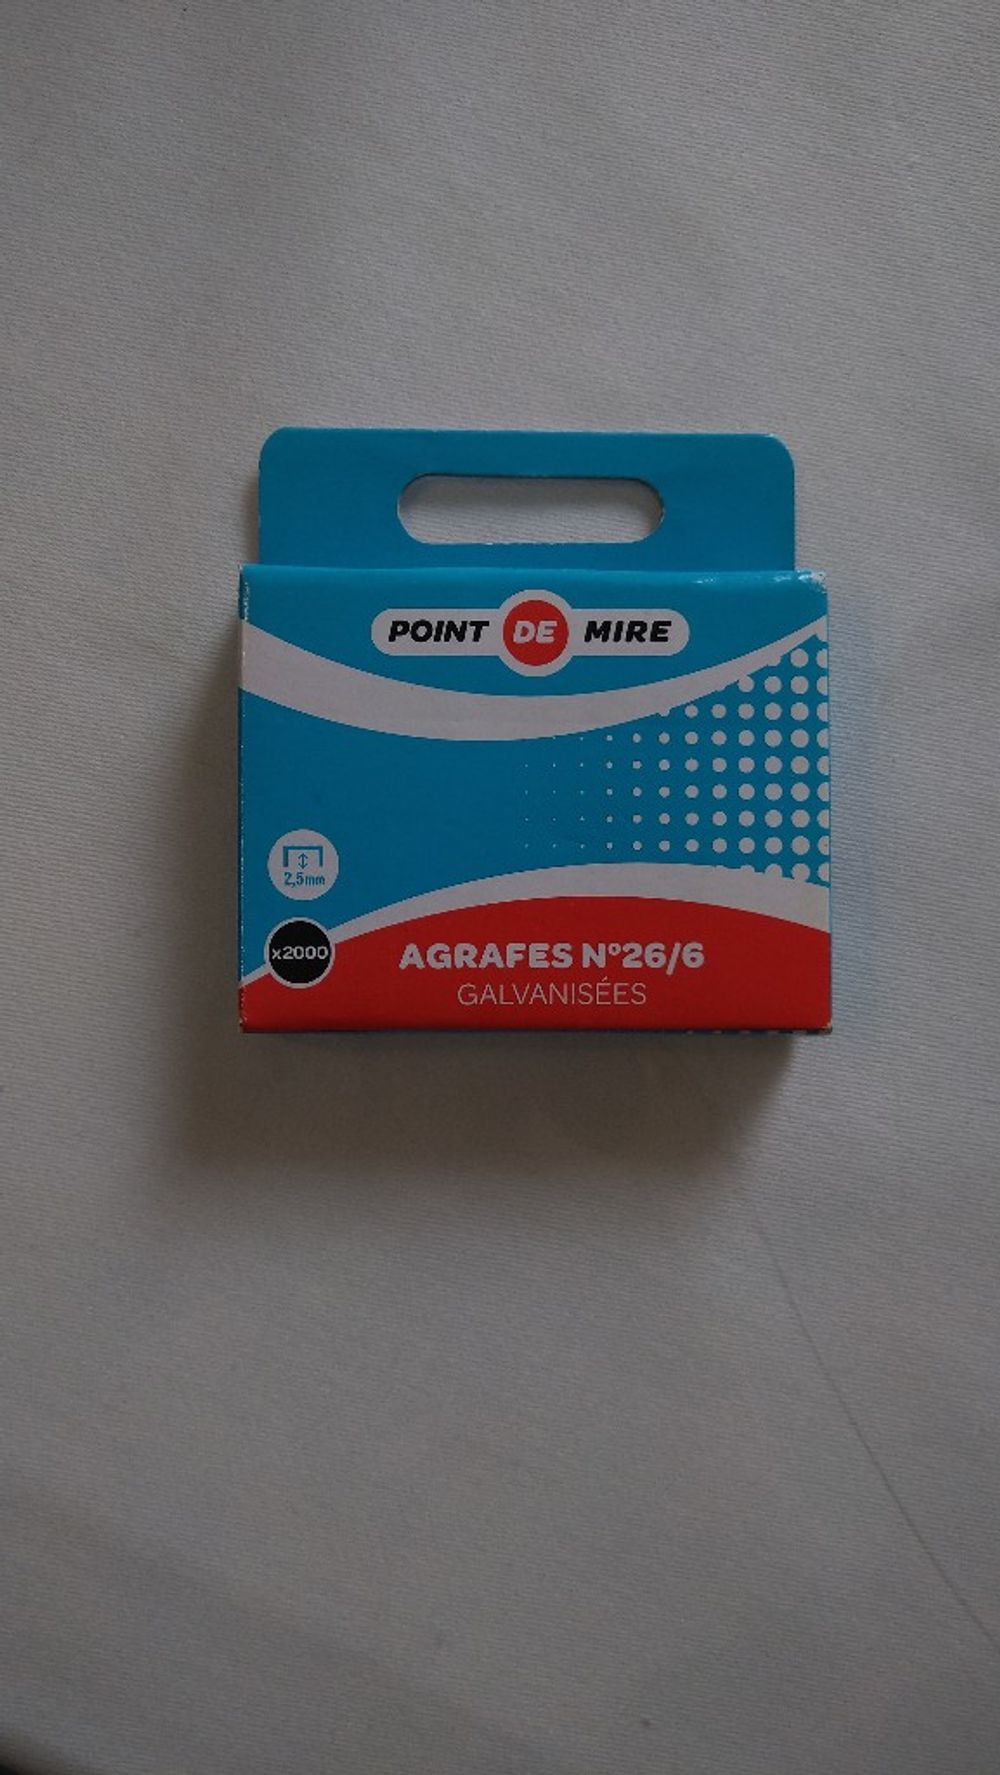 POINT DE MIRE
2,5mm
x2000
AGRAFES N°26/6
GALVANISÉES